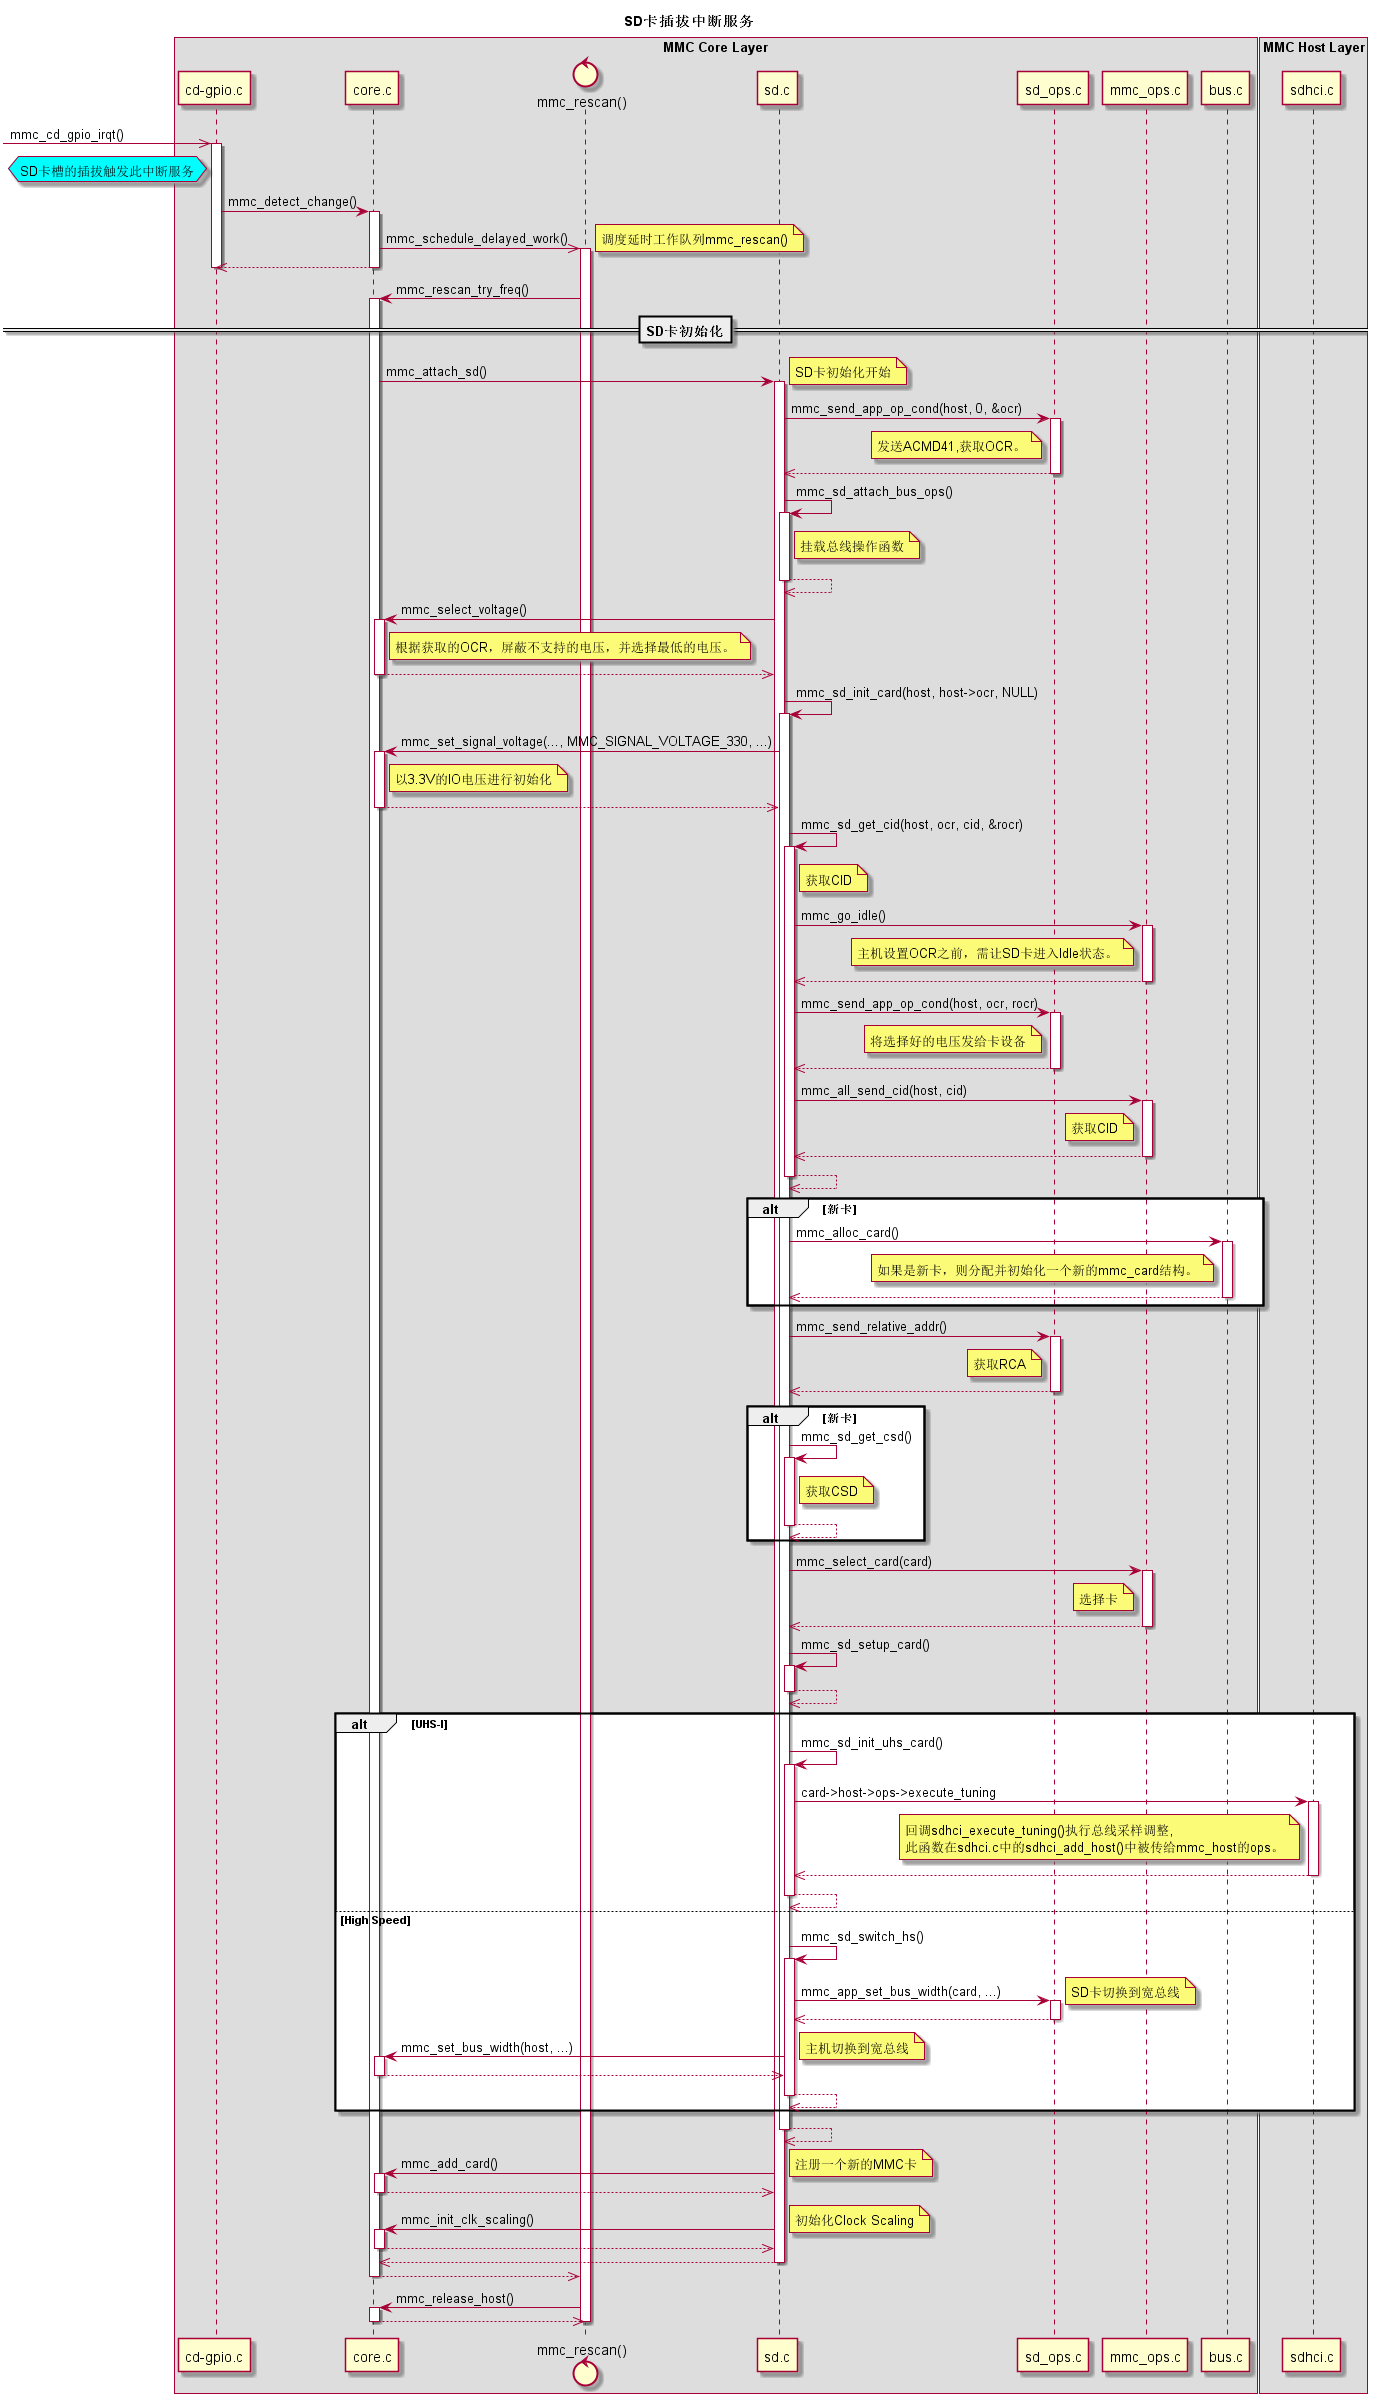 SD卡插拔中断服务
MMC Core Layer
MMC Host Layer
cd-gpio.c
core.c
mmc_rescan()
sd.c
sd_ops.c
mmc_ops.c
bus.c
sdhci.c
mmc_cd_gpio_irqt()
SD卡槽的插拔触发此中断服务
mmc_detect_change()
mmc_schedule_delayed_work()
调度延时工作队列mmc_rescan()
mmc_rescan_try_freq()
SD卡初始化
mmc_attach_sd()
SD卡初始化开始
mmc_send_app_op_cond(host, 0, &ocr)
发送ACMD41,获取OCR。
mmc_sd_attach_bus_ops()
挂载总线操作函数
mmc_select_voltage()
根据获取的OCR，屏蔽不支持的电压，并选择最低的电压。
mmc_sd_init_card(host, host->ocr, NULL)
mmc_set_signal_voltage(..., MMC_SIGNAL_VOLTAGE_330, ...)
以3.3V的IO电压进行初始化
mmc_sd_get_cid(host, ocr, cid, &rocr)
获取CID
mmc_go_idle()
主机设置OCR之前，需让SD卡进入Idle状态。
mmc_send_app_op_cond(host, ocr, rocr)
将选择好的电压发给卡设备
mmc_all_send_cid(host, cid)
获取CID
alt [新卡]
mmc_alloc_card()
如果是新卡，则分配并初始化一个新的mmc_card结构。
mmc_send_relative_addr()
获取RCA
alt [新卡]
mmc_sd_get_csd()
获取CSD
mmc_select_card(card)
选择卡
mmc_sd_setup_card()
alt [UHS-I]
mmc_sd_init_uhs_card()
card->host->ops->execute_tuning
回调sdhci_execute_tuning()执行总线采样调整,
此函数在sdhci.c中的sdhci_add_host()中被传给mmc_host的ops。
[High Speed]
mmc_sd_switch_hs()
mmc_app_set_bus_width(card, ...)
SD卡切换到宽总线
mmc_set_bus_width(host, ...)
主机切换到宽总线
mmc_add_card()
注册一个新的MMC卡
mmc_init_clk_scaling()
初始化Clock Scaling
mmc_release_host()
cd-gpio.c
core.c
mmc_rescan()
sd.c
sd_ops.c
mmc_ops.c
bus.c
sdhci.c